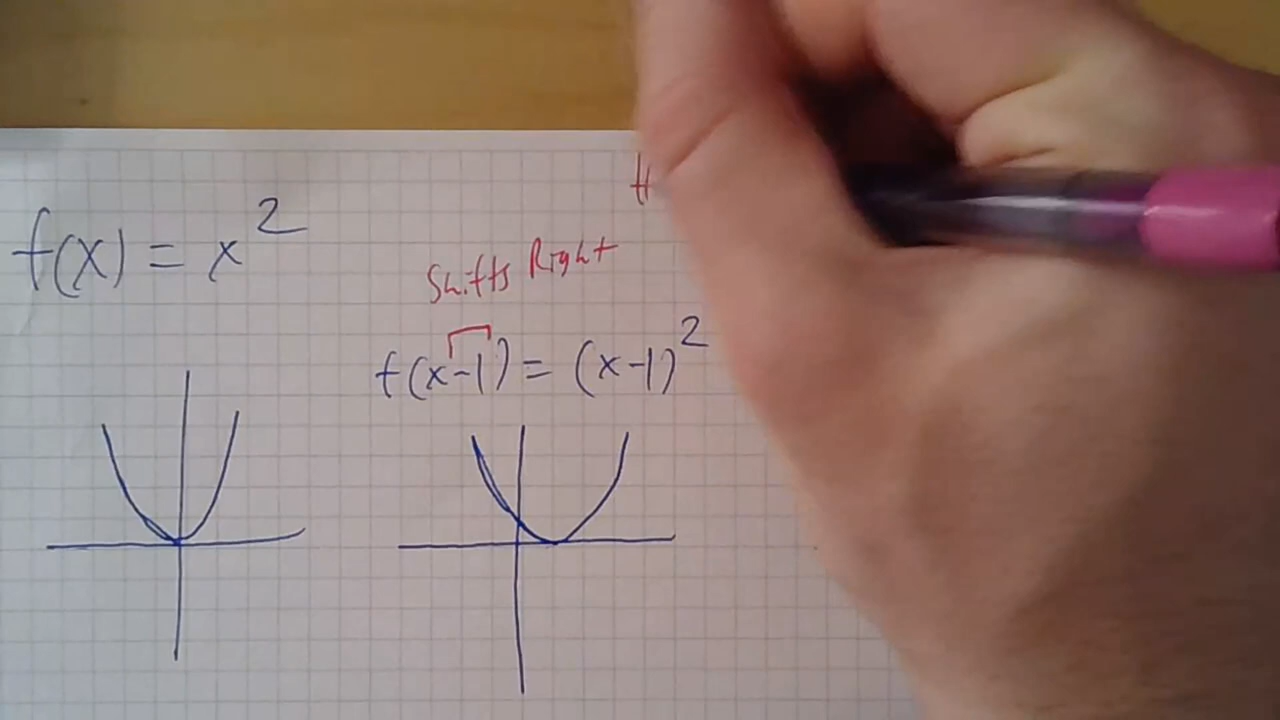 f(x) = x²
Shifts Right
f(x-1) = (x-1)²